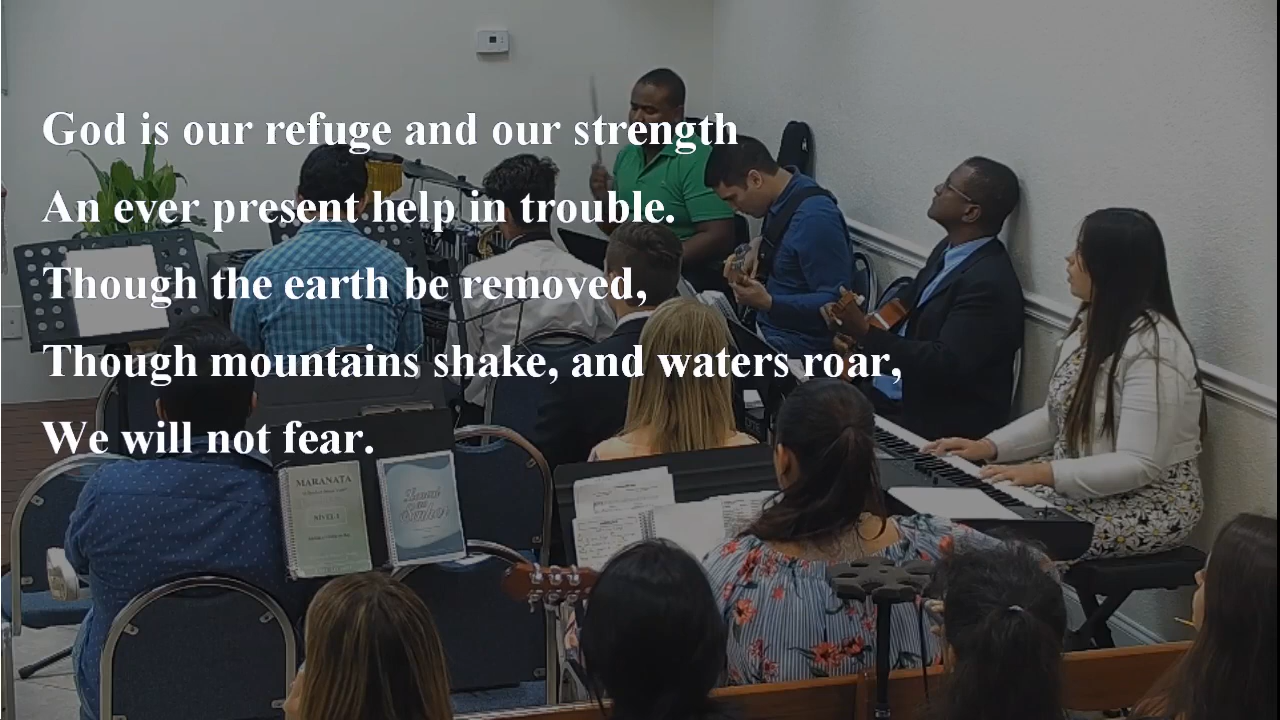 God is our refuge and our strength
An ever present help in trouble.
Though the earth be removed,
Though mountains shake, and waters roar,
We will not fear.
MARANATA
NIVEL I